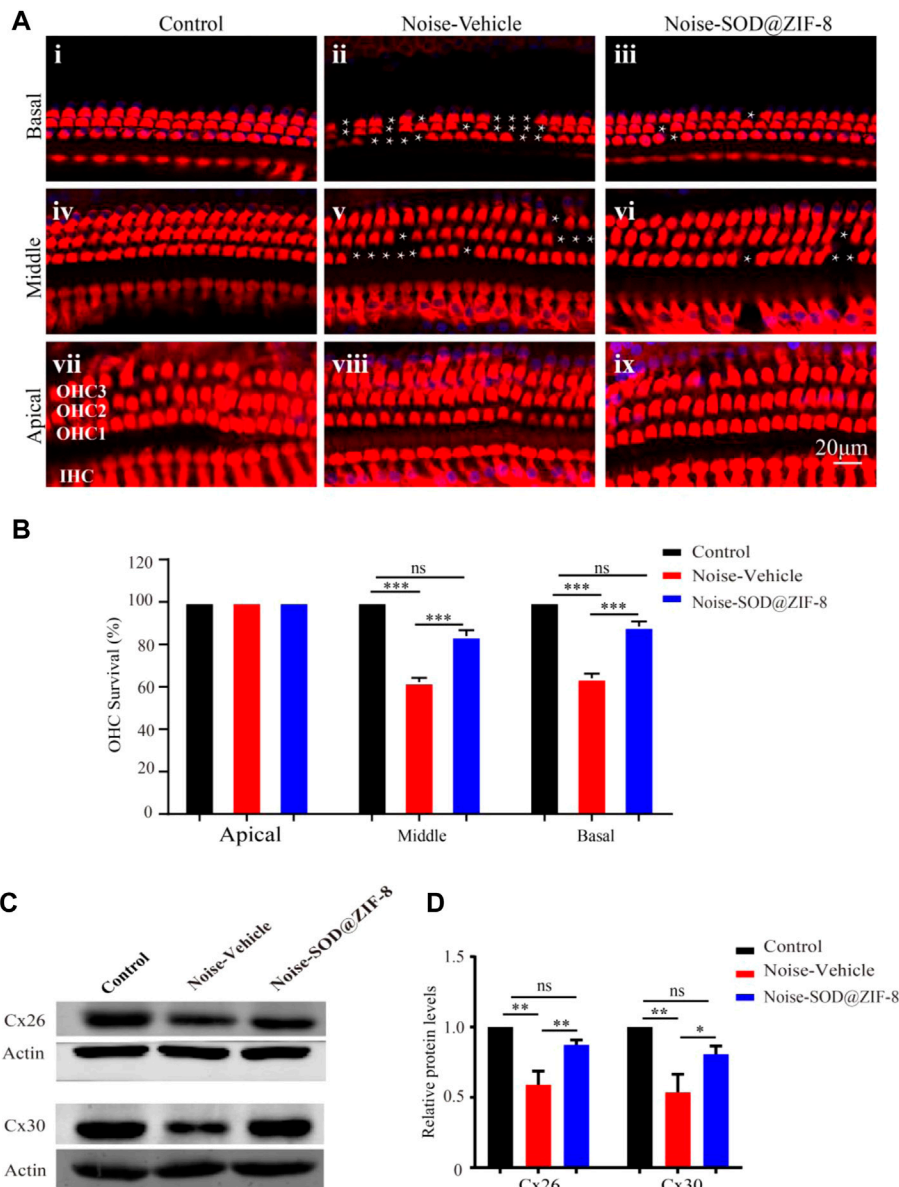 A
Control
Noise-Vehicle
Noise-SOD@ZIF-8
Basal
i
ii
iii
Middle
iv
v
vi
Apical
vii
viii
ix
OHC3
OHC2
OHC1
IHC
20μm
B
OHC Survival (%)
120
100
80
60
40
20
0
ns
***
***
ns
***
***
Control
Noise-Vehicle
Noise-SOD@ZIF-8
Apical
Middle
Basal
C
Control
Noise-Vehicle
Noise-SOD@ZIF-8
Cx26
Actin
Cx30
Actin
D
Relative protein levels
1.5
1.0
0.5
0
ns
**
**
ns
**
*
Control
Noise-Vehicle
Noise-SOD@ZIF-8
Cx26
Cx30